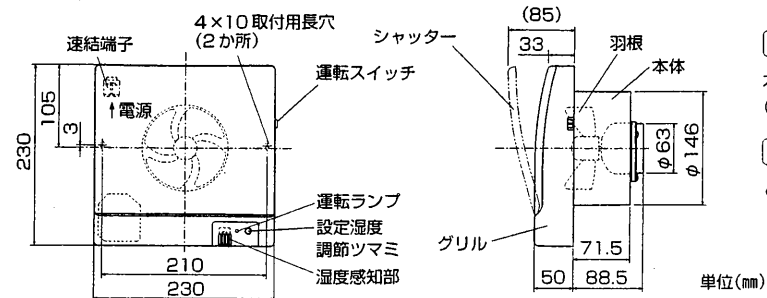 速結端子
4×10取付用長穴
(2か所)
運転スイッチ
↑電源
105
3
230
運転ランプ
設定湿度
調節ツマミ
湿度感知部
210
230
(85)
シャッター
33
羽根
本体
φ63
φ146
グリル
71.5
50
88.5
単位(㎜)